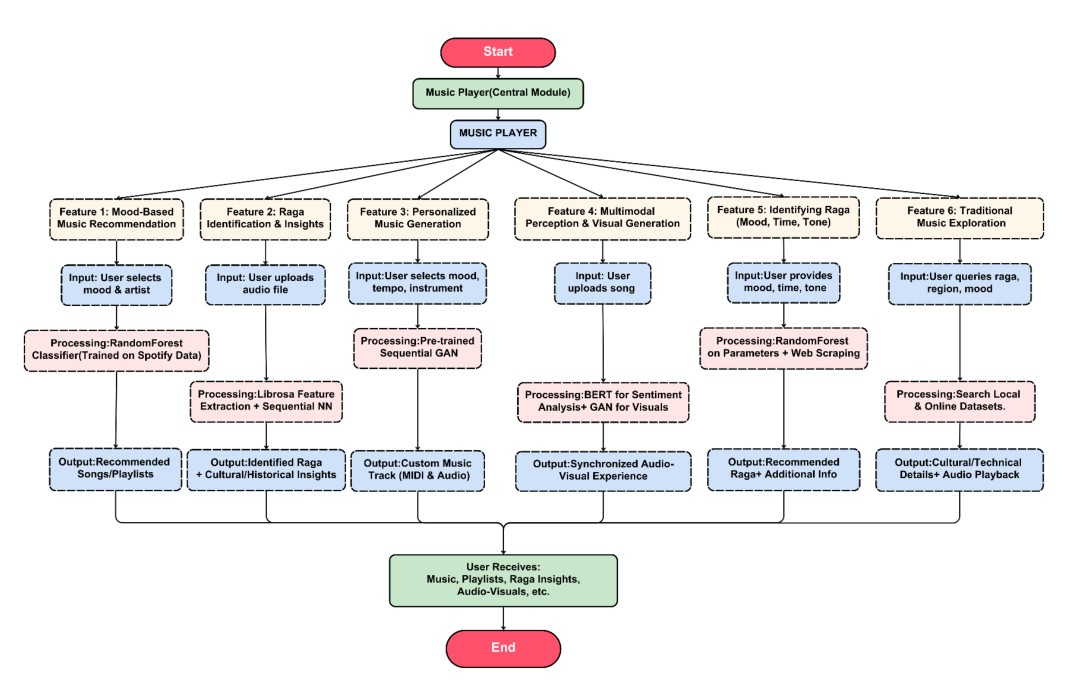 Start
Music Player(Central Module)
MUSIC PLAYER
Feature 1: Mood-Based
Music Recommendation
Feature 2: Raga
Identification & Insights
Feature 3: Personalized
Music Generation
Feature 4: Multimodal
Perception & Visual Generation
Feature 5: Identifying Raga
(Mood, Time, Tone)
Feature 6: Traditional
Music Exploration
Input: User selects
mood & artist
Input: User uploads
audio file
Input:User selects mood,
tempo, instrument
Input: User
uploads song
Input:User provides
mood, time, tone
Input:User queries raga,
region, mood
Processing:RandomForest
Classifier(Trained on Spotify Data)
Processing:Librosa Feature
Extraction + Sequential NN
Processing:Pre-trained
Sequential GAN
Processing:BERT for Sentiment
Analysis+ GAN for Visuals
Processing:RandomForest
on Parameters + Web Scraping
Processing:Search Local
& Online Datasets.
Output:Recommended
Songs/Playlists
Output:Identified Raga
+ Cultural/Historical Insights
Output:Custom Music
Track (MIDI & Audio)
Output:Synchronized Audio-
Visual Experience
Output:Recommended
Raga+ Additional Info
Output:Cultural/Technical
Details+ Audio Playback
User Receives:
Music, Playlists, Raga Insights,
Audio-Visuals, etc.
End